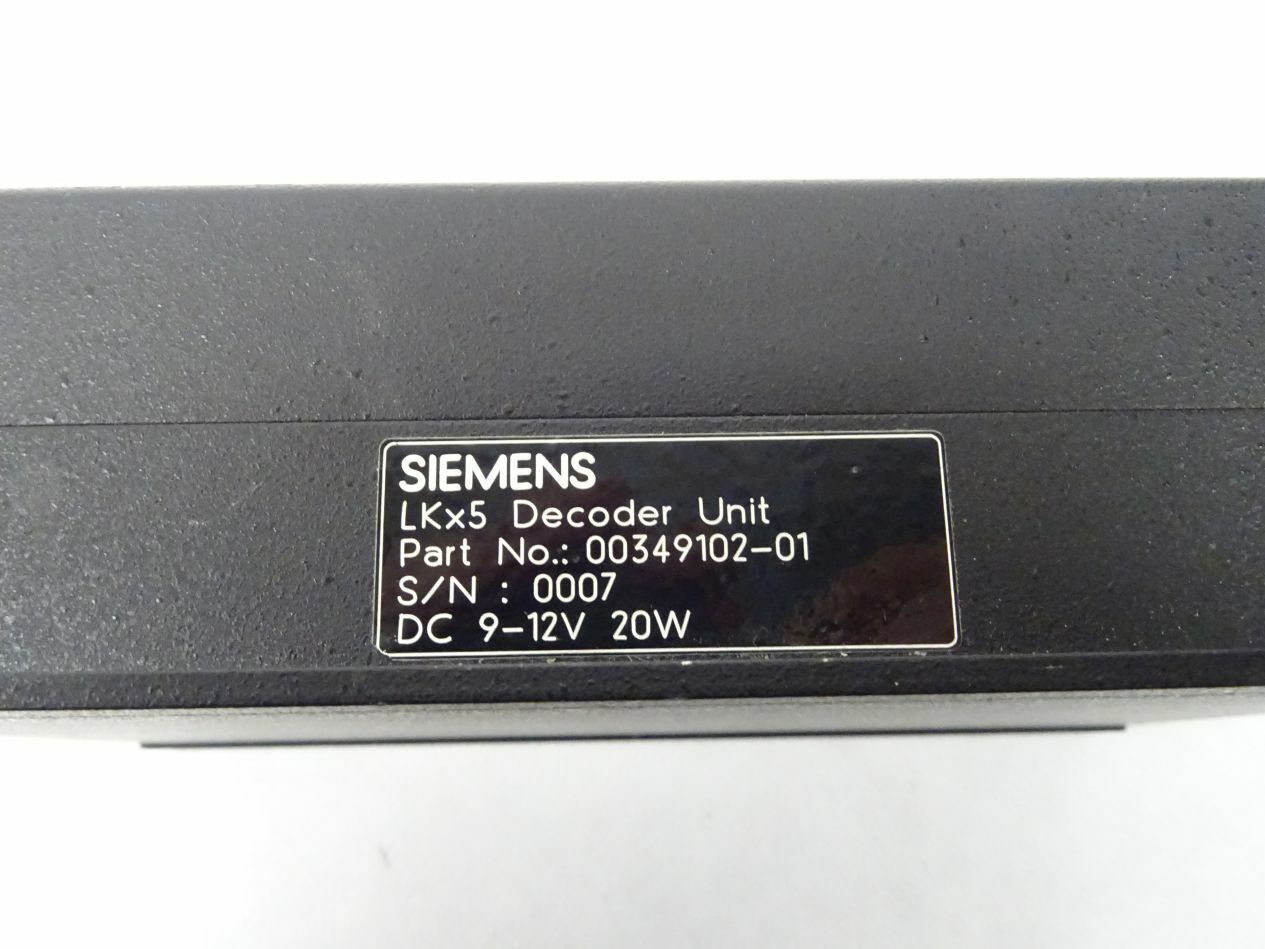 SIEMENS
LKx5 Decoder Unit
Part No.: 00349102-01
S/N : 0007
DC 9-12V 20W